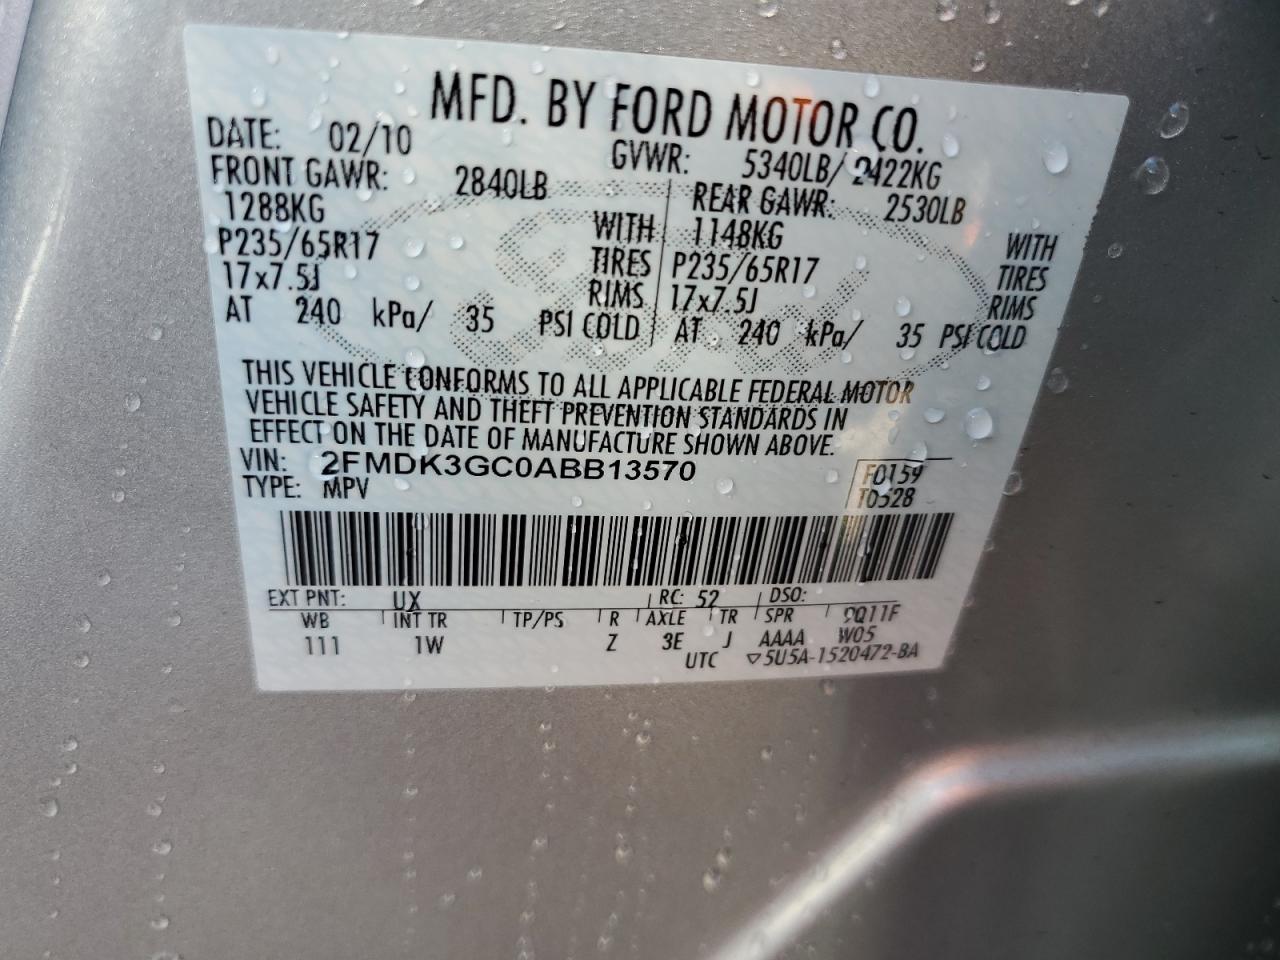 MFD. BY FORD MOTOR CO.
DATE: 02/10 GVWR: 5340LB/ 2422KG
FRONT GAWR: 2840LB REAR GAWR: 2530LB
1288KG WITH 1148KG WITH
P235/65R17 TIRES P235/65R17 TIRES
17x7.5J RIMS 17x7.5J RIMS
AT 240 kPa/ 35 PSI COLD AT 240 kPa/ 35 PSI COLD
THIS VEHICLE CONFORMS TO ALL APPLICABLE FEDERAL MOTOR
VEHICLE SAFETY AND THEFT PREVENTION STANDARDS IN
EFFECT ON THE DATE OF MANUFACTURE SHOWN ABOVE.
VIN: 2FMDK3GC0ABB13570 F0159
TYPE: MPV T0528
EXT PNT: UX RC: 52 DSO:
WB INT TR TP/PS R AXLE TR SPR 9Q11F
111 1W Z 3E J AAAA W05
UTC ▽5U5A-1520472-BA